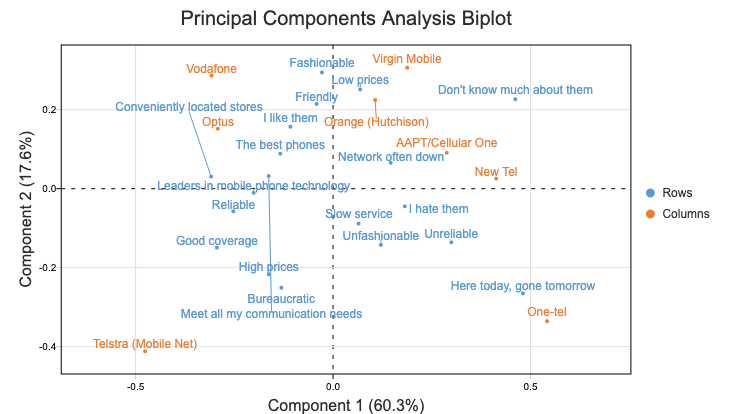 Principal Components Analysis Biplot
Fashionable
Virgin Mobile
Vodafone
Low prices
Don't know much about them
Friendly
Conveniently located stores
0.2
Optus
I like them
Orange (Hutchison)
The best phones
AAPT/Cellular One
Network often down
New Tel
Leaders in mobile phone technology
0.0
Reliable
Slow service
I hate them
Good coverage
Unfashionable
Unreliable
High prices
-0.2
Here today, gone tomorrow
Bureaucratic
Meet all my communication needs
One-tel
Telstra (Mobile Net)
-0.4
-0.5
0.0
0.5
Component 1 (60.3%)
Component 2 (17.6%)
Rows
Columns